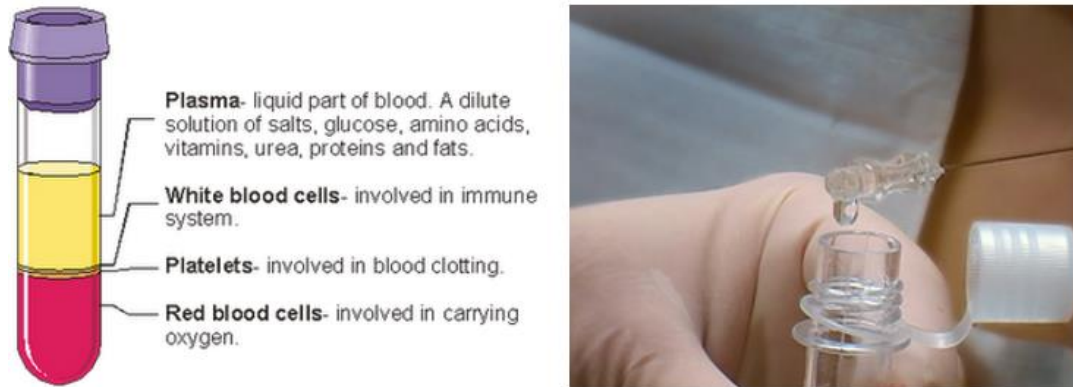 Plasma- liquid part of blood. A dilute
solution of salts, glucose, amino acids,
vitamins, urea, proteins and fats.
White blood cells- involved in immune
system.
Platelets- involved in blood clotting.
Red blood cells- involved in carrying
oxygen.